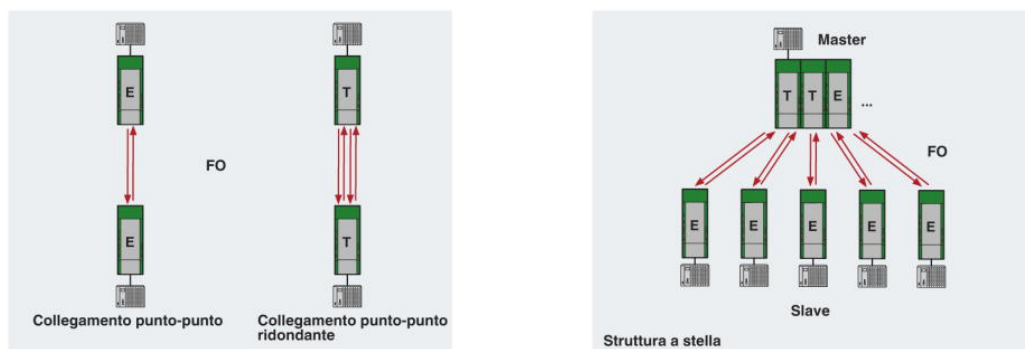 E
T
FO
E
T
Collegamento punto-punto
Collegamento punto-punto
ridondante
Master
T T E
...
FO
E E E E E
Slave
Struttura a stella